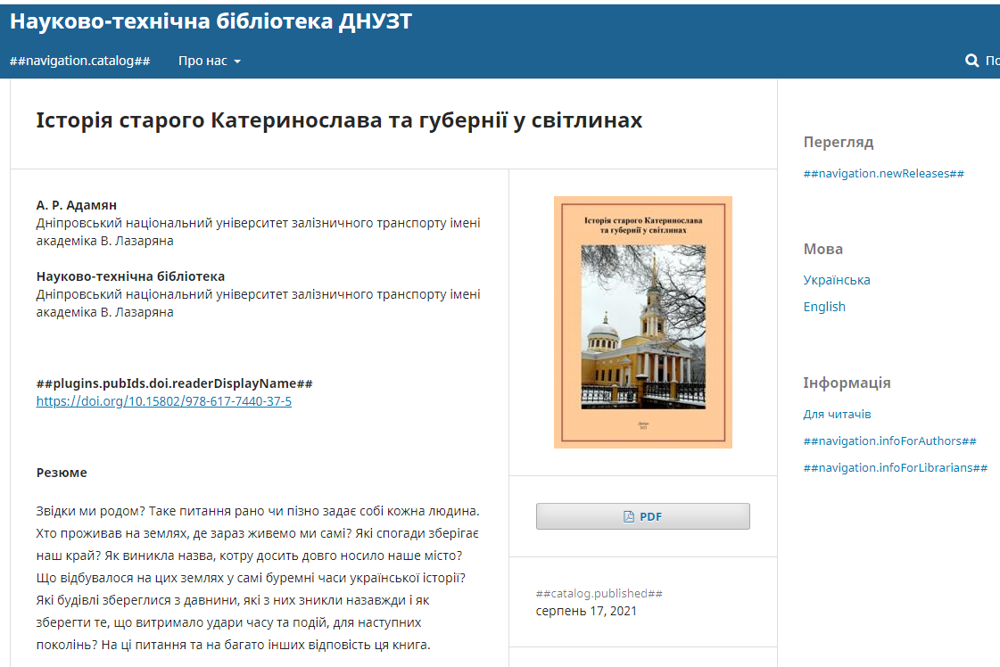 Науково-технічна бібліотека ДНУЗТ
##navigation.catalog##
Про нас
Історія старого Катеринослава та губернії у світлинах
А. Р. Адамян
Дніпровський національний університет залізничного транспорту імені
академіка В. Лазаряна
Науково-технічна бібліотека
Дніпровський національний університет залізничного транспорту імені
академіка В. Лазаряна
##plugins.pubIds.doi.readerDisplayName##
https://doi.org/10.15802/978-617-7440-37-5
Резюме
Звідки ми родом? Таке питання рано чи пізно задає собі кожна людина.
Хто проживав на землях, де зараз живемо ми самі? Які спогади зберігає
наш край? Як виникла назва, котру досить довго носило наше місто?
Що відбувалося на цих землях у самі буремні часи української історії?
Які будівлі збереглися з давнини, які з них зникли назавжди і як
зберегти те, що витримало удари часу та подій, для наступних
поколінь? На ці питання та на багато інших відповість ця книга.
Історія старого Катеринослава
та губернії у світлинах
PDF
##catalog.published##
серпень 17, 2021
Перегляд
##navigation.newReleases##
Мова
Українська
English
Інформація
Для читачів
##navigation.infoForAuthors##
##navigation.infoForLibrarians##